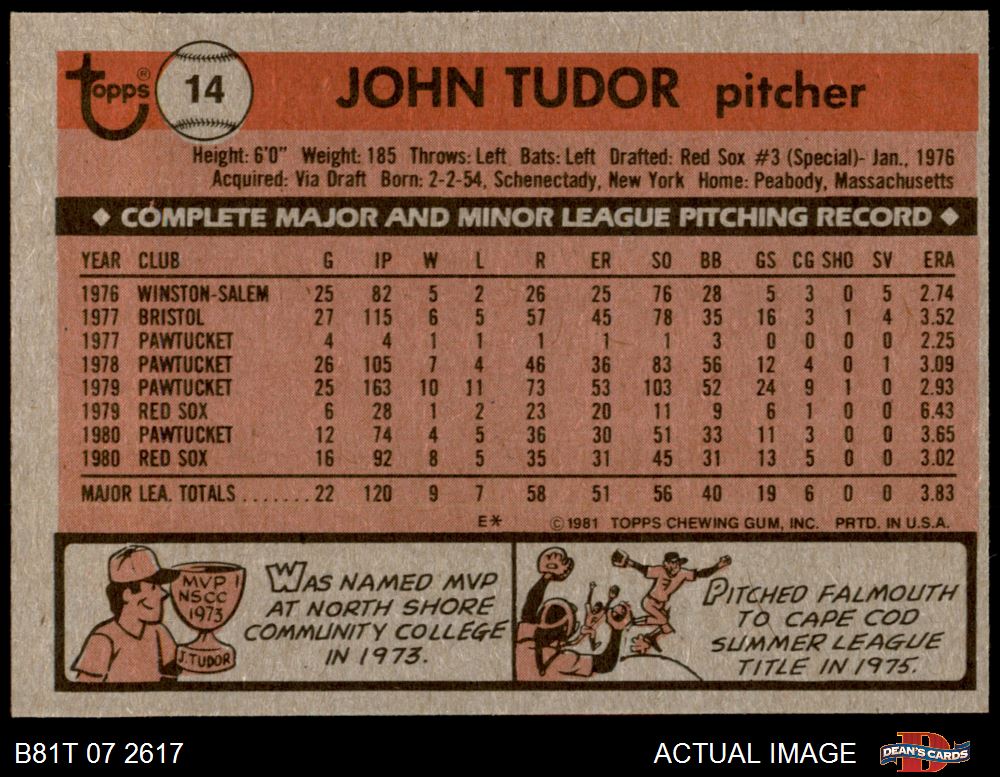 Topps® 14 JOHN TUDOR pitcher
Height: 6'0" Weight: 185 Throws: Left Bats: Left Drafted: Red Sox #3 (Special)- Jan., 1976
Acquired: Via Draft Born: 2-2-54, Schenectady, New York Home: Peabody, Massachusetts
◆ COMPLETE MAJOR AND MINOR LEAGUE PITCHING RECORD ◆
YEAR CLUB G IP W L R ER SO BB GS CG SHO SV ERA
1976 WINSTON-SALEM 25 82 5 2 26 25 76 28 5 3 0 5 2.74
1977 BRISTOL 27 115 6 5 57 45 78 35 16 3 1 4 3.52
1977 PAWTUCKET 4 4 1 1 1 1 1 3 0 0 0 0 2.25
1978 PAWTUCKET 26 105 7 4 46 36 83 56 12 4 0 1 3.09
1979 PAWTUCKET 25 163 10 11 73 53 103 52 24 9 1 0 2.93
1979 RED SOX 6 28 1 2 23 20 11 9 6 1 0 0 6.43
1980 PAWTUCKET 12 74 4 5 36 30 51 33 11 3 0 0 3.65
1980 RED SOX 16 92 8 5 35 31 45 31 13 5 0 0 3.02
MAJOR LEA. TOTALS ....... 22 120 9 7 58 51 56 40 19 6 0 0 3.83
E* © 1981 TOPPS CHEWING GUM, INC. PRTD. IN U.S.A.
MVP
NSCC
1973
J. TUDOR
WAS NAMED MVP
AT NORTH SHORE
COMMUNITY COLLEGE
IN 1973.
PITCHED FALMOUTH
TO CAPE COD
SUMMER LEAGUE
TITLE IN 1975.
B81T 07 2617 ACTUAL IMAGE
DEAN'S CARDS